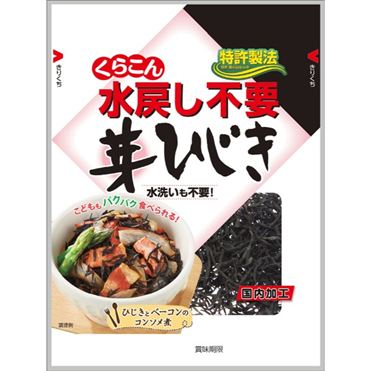 くらこん
特許製法
水戻し不要
芽ひじき
水洗いも不要!
きりくち
きりくち
こどももパクパク食べられる!
国内加工
ひじきとベーコンの
コンソメ煮
調理例
賞味期限